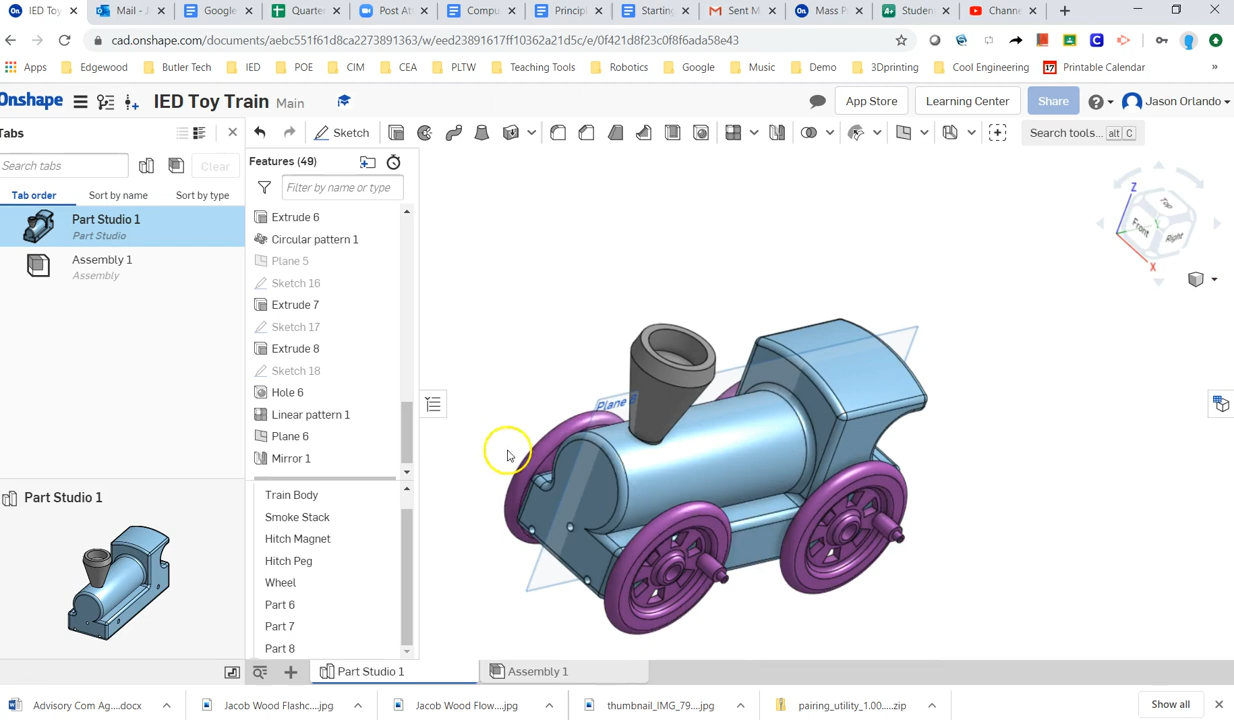 IED Toy
Mail -
Google
Quarte
Post At
Compu
Princip
Starting
Sent M
Mass P
Studen
Channe
cad.onshape.com/documents/aebc551f61d8ca2273891363/w/eed23891617ff10362a21d5c/e/0f421d8f23c0f8f6ada58e43
Apps
Edgewood
Butler Tech
IED
POE
CIM
CEA
PLTW
Teaching Tools
Robotics
Google
Music
Demo
3Dprinting
Cool Engineering
17
Printable Calendar
»
Onshape
IED Toy Train
Main
App Store
Learning Center
Share
Jason Orlando
Tabs
Sketch
Search tools...
alt C
Search tabs
Clear
Features (49)
Filter by name or type
Tab order
Sort by name
Sort by type
Part Studio 1
Part Studio
Assembly 1
Assembly
Extrude 6
Circular pattern 1
Plane 5
Sketch 16
Extrude 7
Sketch 17
Extrude 8
Sketch 18
Hole 6
Linear pattern 1
Plane 6
Mirror 1
Z
Top
Front
Right
Y
X
Plane 6
Part Studio 1
Train Body
Smoke Stack
Hitch Magnet
Hitch Peg
Wheel
Part 6
Part 7
Part 8
Part Studio 1
Assembly 1
Advisory Com Ag....docx
Jacob Wood Flashc....jpg
Jacob Wood Flow....jpg
thumbnail_IMG_79....jpg
pairing_utility_1.00....zip
Show all